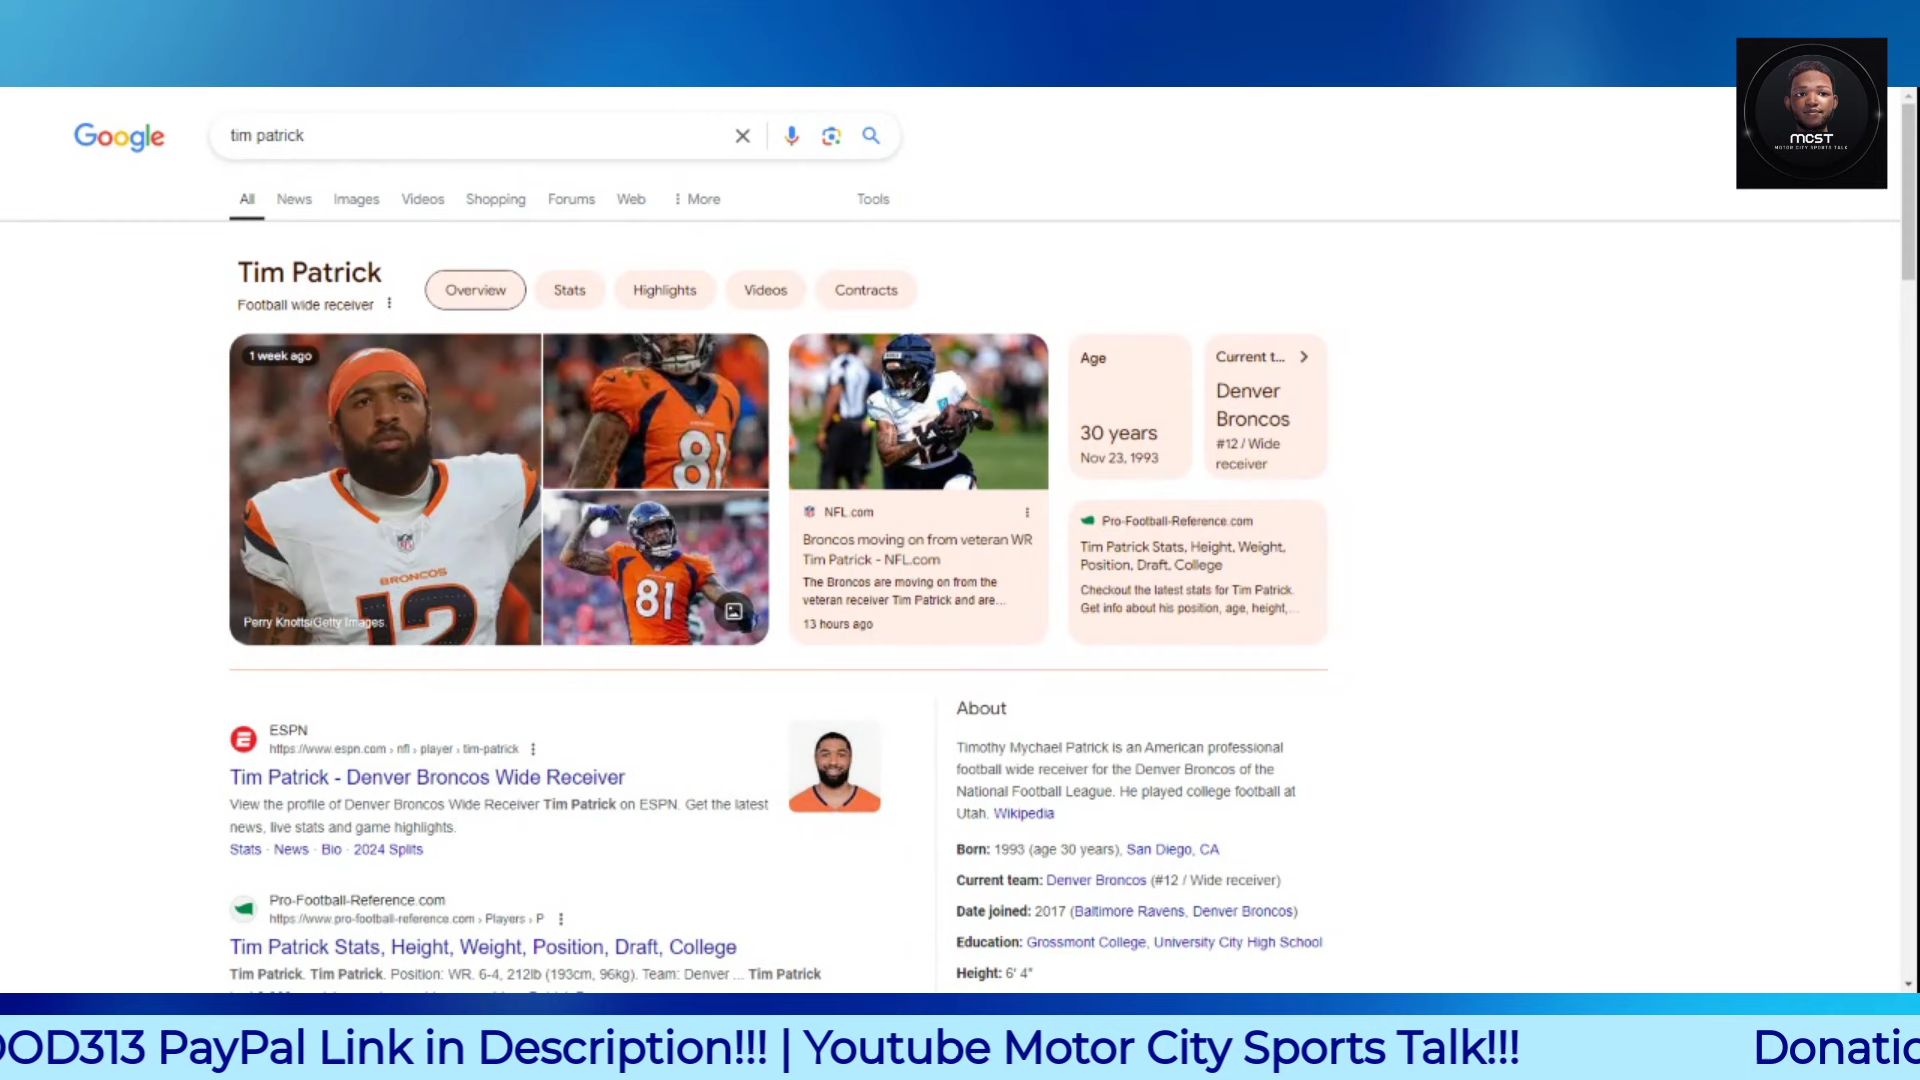 MCST
MOTOR CITY SPORTS TALK
Google
tim patrick
All News Images Videos Shopping Forums Web More Tools
Tim Patrick
Football wide receiver
Overview Stats Highlights Videos Contracts
1 week ago
81
BRONCOS
12
Perry Knotts/Getty Images
81
NFL.com
Broncos moving on from veteran WR
Tim Patrick - NFL.com
The Broncos are moving on from the
veteran receiver Tim Patrick and are...
13 hours ago
Age
30 years
Nov 23, 1993
Current t...
Denver
Broncos
#12 / Wide
receiver
Pro-Football-Reference.com
Tim Patrick Stats, Height, Weight,
Position, Draft, College
Checkout the latest stats for Tim Patrick.
Get info about his position, age, height,...
ESPN
https://www.espn.com › nfl › player › tim-patrick
Tim Patrick - Denver Broncos Wide Receiver
View the profile of Denver Broncos Wide Receiver Tim Patrick on ESPN. Get the latest
news, live stats and game highlights.
Stats · News · Bio · 2024 Splits
Pro-Football-Reference.com
https://www.pro-football-reference.com › Players › P
Tim Patrick Stats, Height, Weight, Position, Draft, College
Tim Patrick. Tim Patrick. Position: WR. 6-4, 212lb (193cm, 96kg). Team: Denver ... Tim Patrick
About
Timothy Mychael Patrick is an American professional
football wide receiver for the Denver Broncos of the
National Football League. He played college football at
Utah. Wikipedia
Born: 1993 (age 30 years), San Diego, CA
Current team: Denver Broncos (#12 / Wide receiver)
Date joined: 2017 (Baltimore Ravens, Denver Broncos)
Education: Grossmont College, University City High School
Height: 6′ 4″
OOD313 PayPal Link in Description!!! | Youtube Motor City Sports Talk!!! Donatio